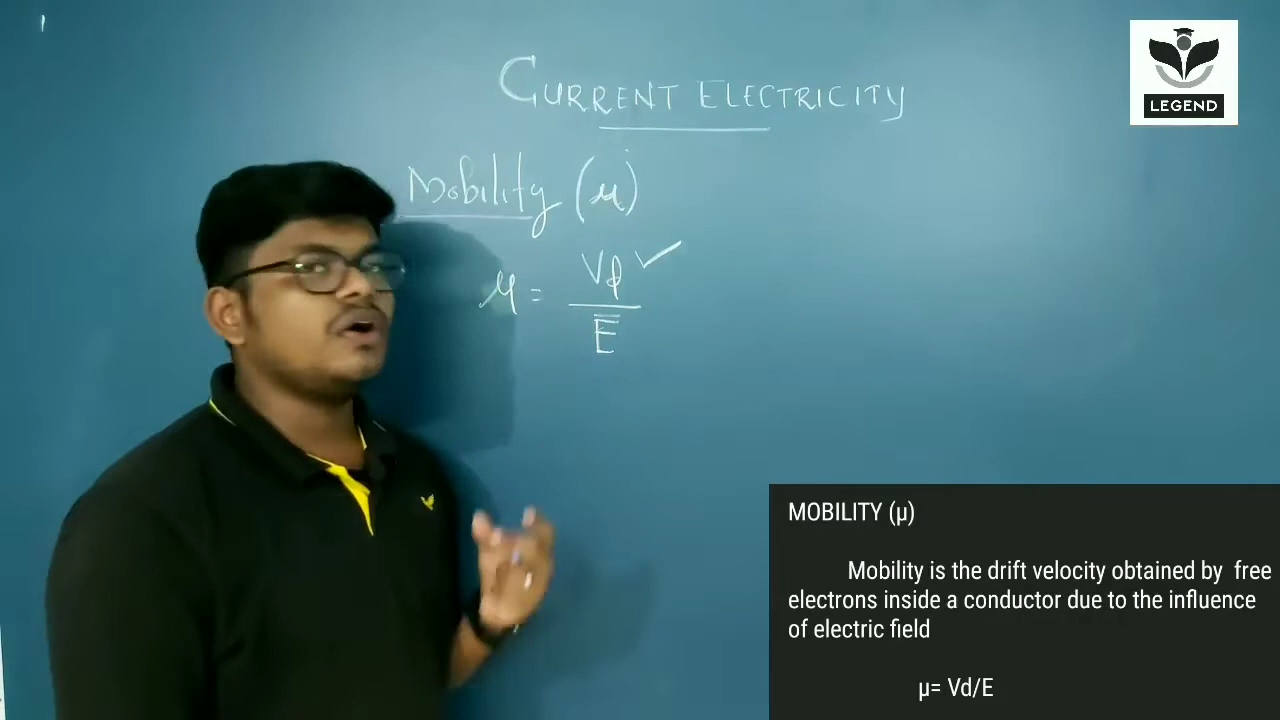 CURRENT ELECTRICITY
LEGEND
Mobility (μ)
μ = Vd ✓
E
MOBILITY (μ)
Mobility is the drift velocity obtained by free
electrons inside a conductor due to the influence
of electric field
μ= Vd/E